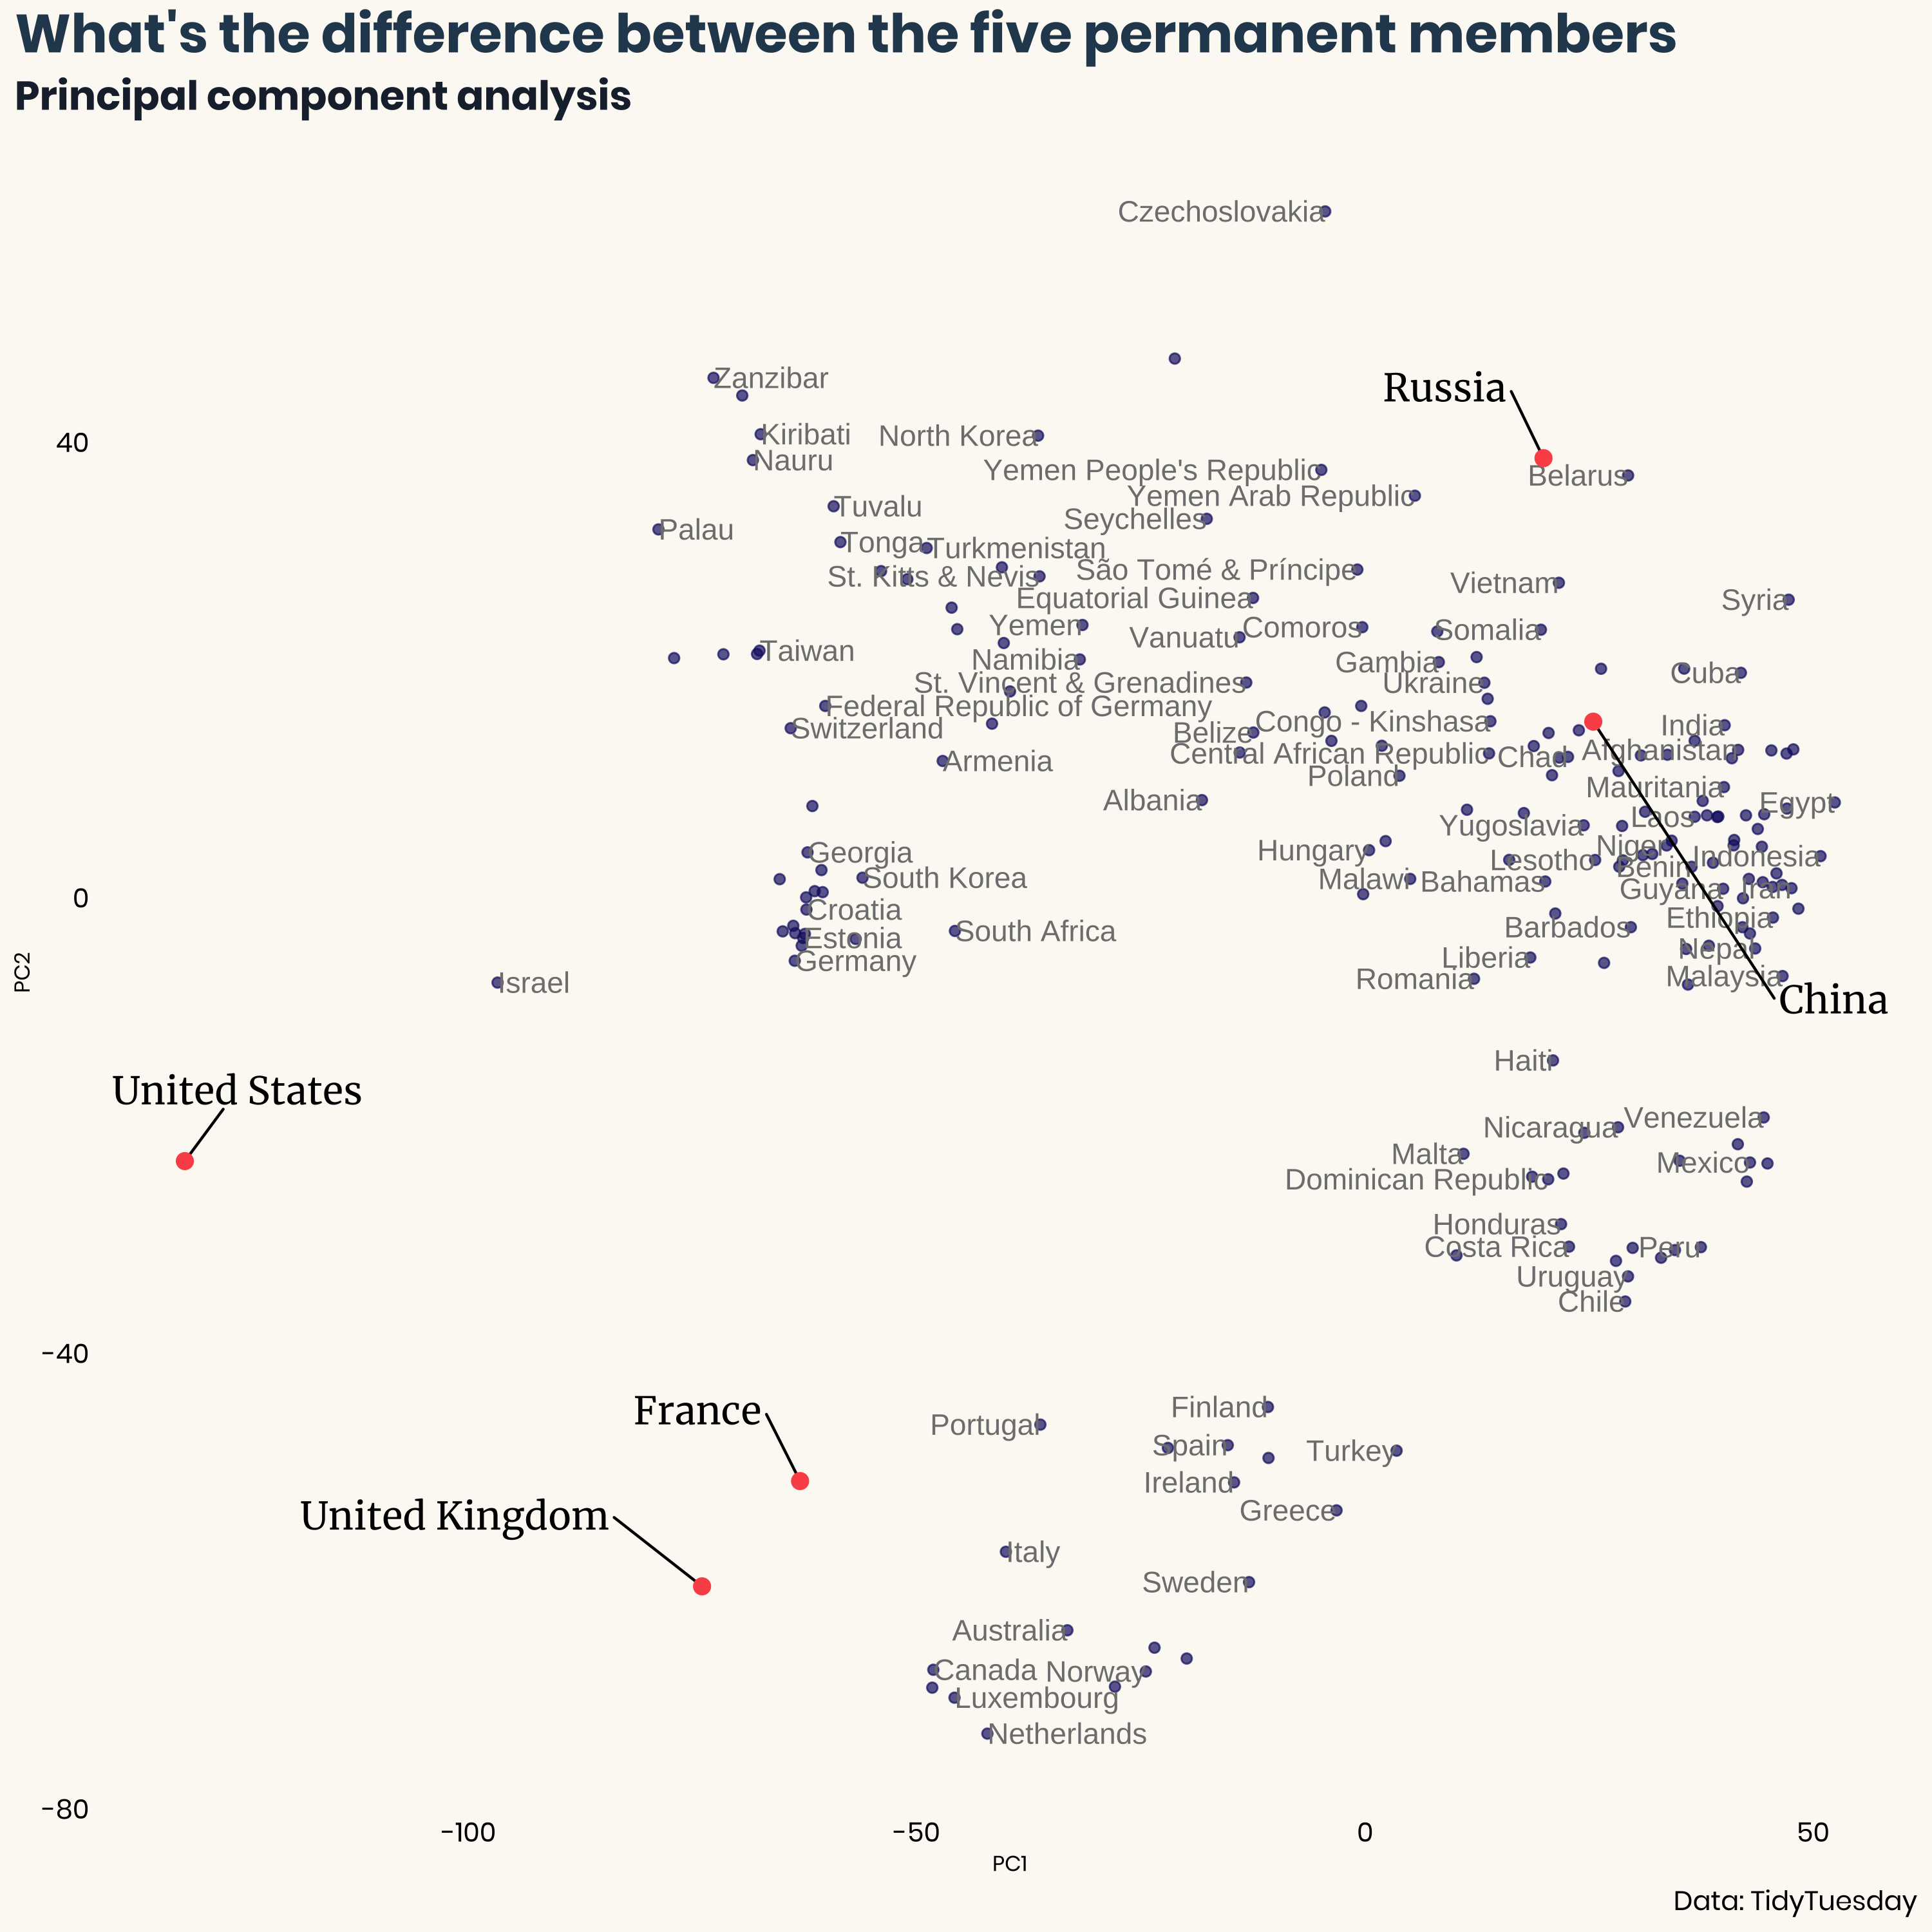 What's the difference between the five permanent members
Principal component analysis
Czechoslovakia
Zanzibar
Russia
Kiribati
North Korea
40
Nauru
Yemen People's Republic
Belarus
Yemen Arab Republic
Tuvalu
Seychelles
Palau
Tonga
Turkmenistan
São Tomé & Príncipe
St. Kitts & Nevis
Vietnam
Equatorial Guinea
Syria
Yemen
Comoros
Somalia
Vanuatu
Taiwan
Namibia
Gambia
Cuba
St. Vincent & Grenadines
Ukraine
Federal Republic of Germany
Congo - Kinshasa
India
Switzerland
Belize
Afghanistan
Central African Republic
Chad
Armenia
Poland
Mauritania
Albania
Egypt
Laos
Yugoslavia
Niger
Hungary
Georgia
Indonesia
Lesotho
Benin
South Korea
Malawi
Bahamas
Guyana
Iran
0
Croatia
Ethiopia
Barbados
South Africa
Estonia
Nepal
Liberia
Germany
Malaysia
Romania
Israel
PC2
China
Haiti
United States
Venezuela
Nicaragua
Malta
Mexico
Dominican Republic
Honduras
Costa Rica
Peru
Uruguay
Chile
-40
France
Finland
Portugal
Spain
Turkey
Ireland
United Kingdom
Greece
Italy
Sweden
Australia
Canada
Norway
Luxembourg
Netherlands
-80
-100
-50
0
50
PC1
Data: TidyTuesday